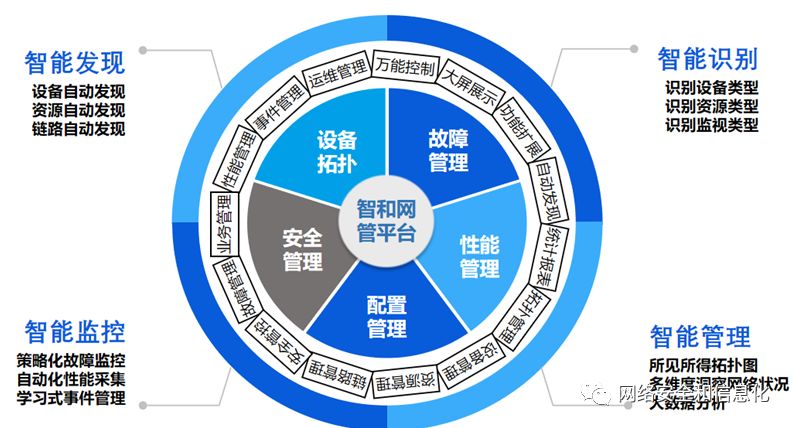 智能发现
设备自动发现
资源自动发现
链路自动发现
智能识别
识别设备类型
识别资源类型
识别监视类型
智和网
管平台
设备
拓扑
故障
管理
性能
管理
配置
管理
安全
管理
万能控制
大屏展示
功能扩展
自动发现
统计报表
拓扑管理
设备管理
资源管理
链路管理
安全管控
故障管理
业务管理
性能管理
事件管理
运维管理
智能监控
策略化故障监控
自动化性能采集
学习式事件管理
智能管理
所见所得拓扑图
多维度洞察网络状况
大数据分析
网络安全和信息化